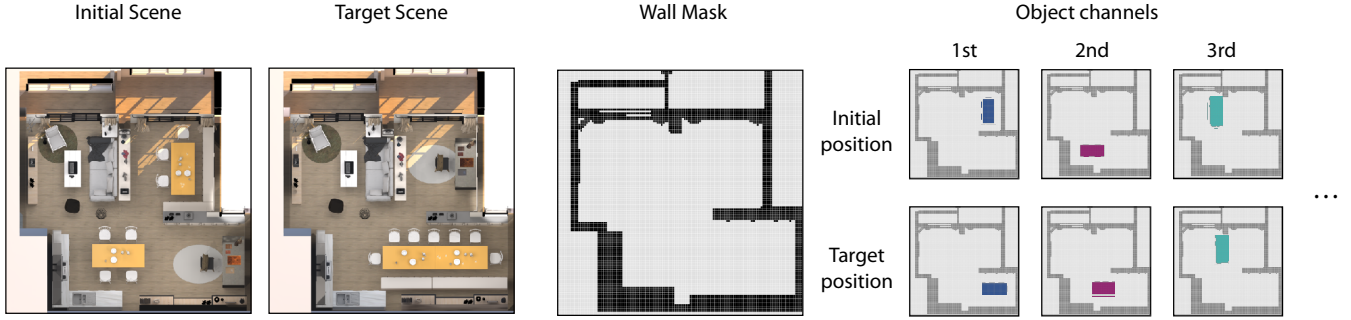 Initial Scene
Target Scene
Wall Mask
Object channels
1st
2nd
3rd
Initial
position
...
Target
position